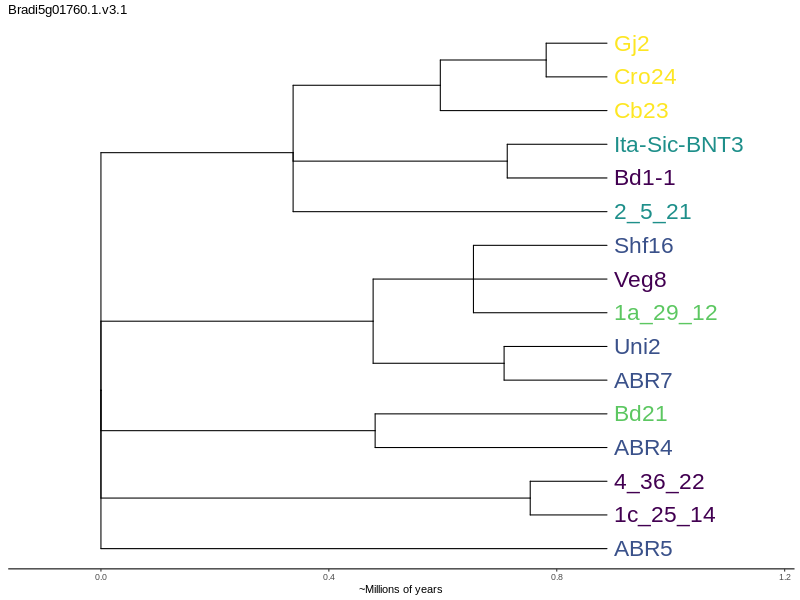 Bradi5g01760.1.v3.1
Gj2
Cro24
Cb23
Ita-Sic-BNT3
Bd1-1
2_5_21
Shf16
Veg8
1a_29_12
Uni2
ABR7
Bd21
ABR4
4_36_22
1c_25_14
ABR5
0.0 0.4 0.8 1.2
~Millions of years